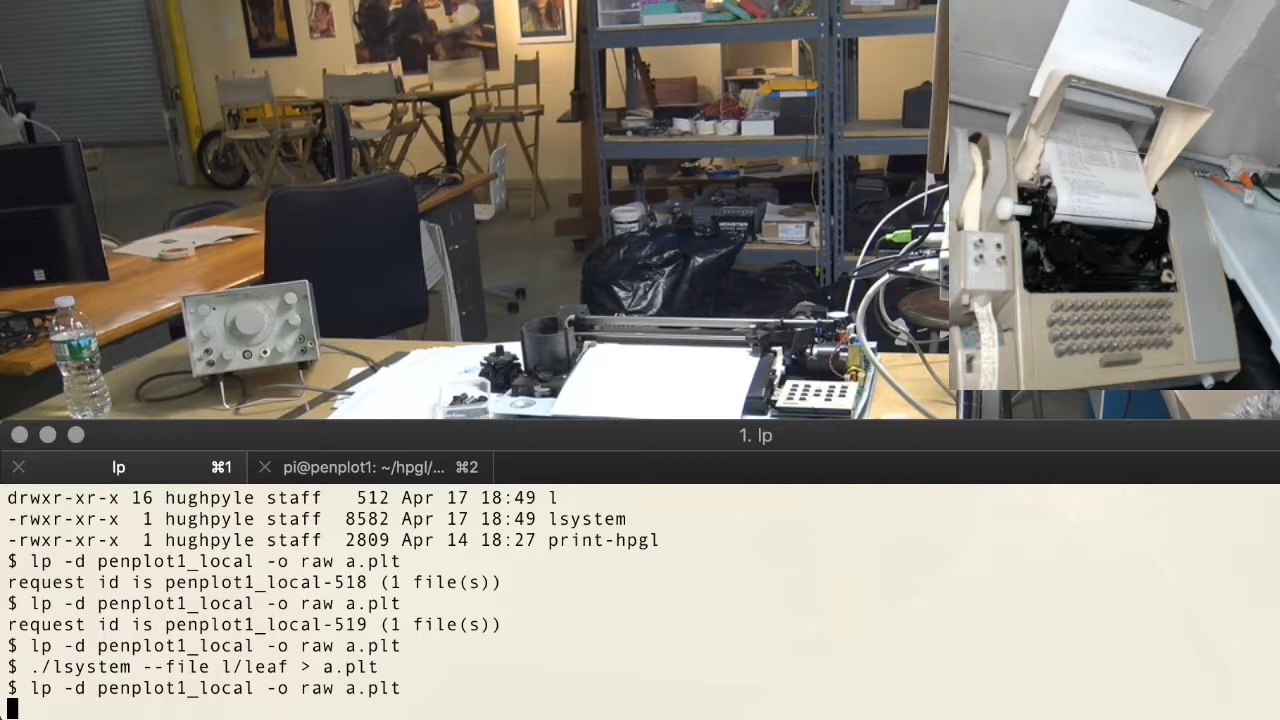 1. lp
lp ⌘1 pi@penplot1: ~/hpgl/... ⌘2
drwxr-xr-x 16 hughpyle staff 512 Apr 17 18:49 l
-rwxr-xr-x 1 hughpyle staff 8582 Apr 17 18:49 lsystem
-rwxr-xr-x 1 hughpyle staff 2809 Apr 14 18:27 print-hpgl
$ lp -d penplot1_local -o raw a.plt
request id is penplot1_local-518 (1 file(s))
$ lp -d penplot1_local -o raw a.plt
request id is penplot1_local-519 (1 file(s))
$ lp -d penplot1_local -o raw a.plt
$ ./lsystem --file l/leaf > a.plt
$ lp -d penplot1_local -o raw a.plt